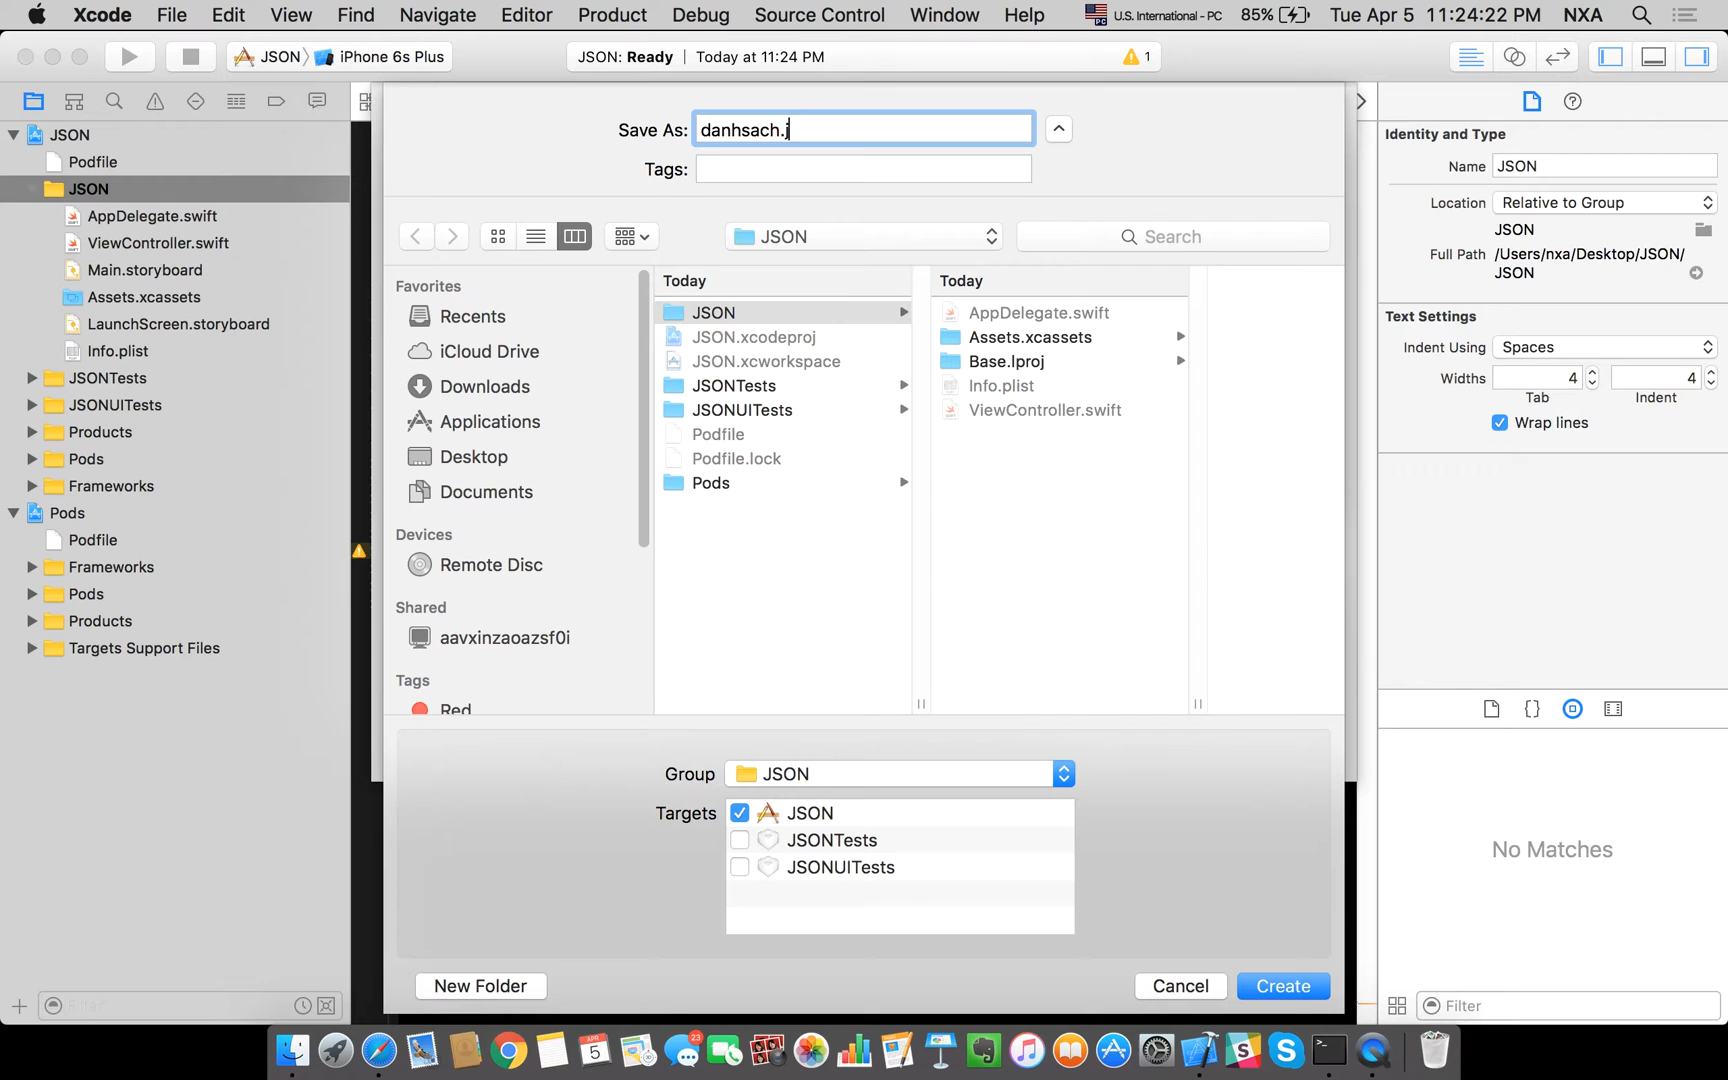 Xcode File Edit View Find Navigate Editor Product Debug Source Control Window Help U.S. International - PC 85% Tue Apr 5 11:24:22 PM NXA
JSON iPhone 6s Plus JSON: Ready Today at 11:24 PM 1
JSON
Podfile
JSON
AppDelegate.swift
ViewController.swift
Main.storyboard
Assets.xcassets
LaunchScreen.storyboard
Info.plist
JSONTests
JSONUITests
Products
Pods
Frameworks
Pods
Podfile
Frameworks
Pods
Products
Targets Support Files
Filter
Save As: danhsach.j
Tags:
JSON
Search
Favorites
Recents
iCloud Drive
Downloads
Applications
Desktop
Documents
Devices
Remote Disc
Shared
aavxinzaoazsf0i
Tags
Red
Today
JSON
JSON.xcodeproj
JSON.xcworkspace
JSONTests
JSONUITests
Podfile
Podfile.lock
Pods
Today
AppDelegate.swift
Assets.xcassets
Base.lproj
Info.plist
ViewController.swift
Group JSON
Targets JSON
JSONTests
JSONUITests
New Folder Cancel Create
Identity and Type
Name JSON
Location Relative to Group
JSON
Full Path /Users/nxa/Desktop/JSON/
JSON
Text Settings
Indent Using Spaces
Widths 4 4
Tab Indent
Wrap lines
No Matches
Filter
23
APR
5